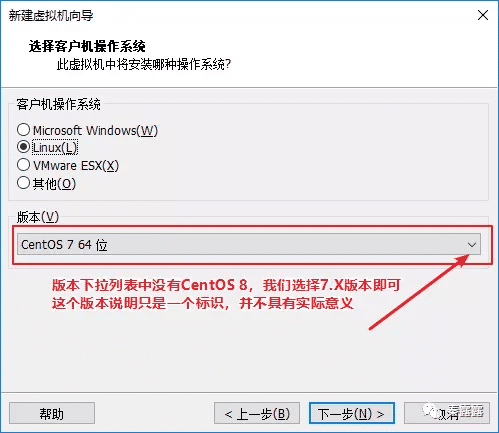 新建虚拟机向导
选择客户机操作系统
此虚拟机中将安装哪种操作系统?
客户机操作系统
Microsoft Windows(W)
Linux(L)
VMware ESX(X)
其他(O)
版本(V)
CentOS 7 64 位
版本下拉列表中没有CentOS 8，我们选择7.X版本即可
这个版本说明只是一个标识，并不具有实际意义
帮助
< 上一步(B)
下一步(N) >
取消